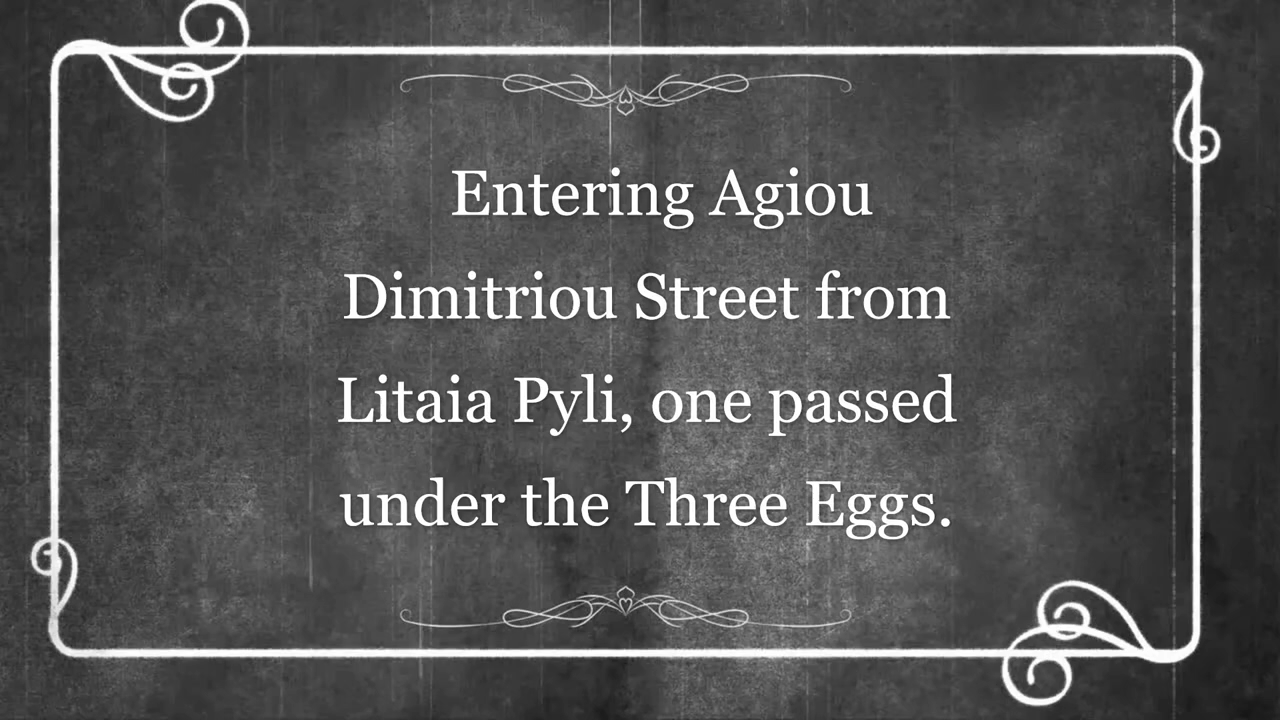 Entering Agiou
Dimitriou Street from
Litaia Pyli, one passed
under the Three Eggs.